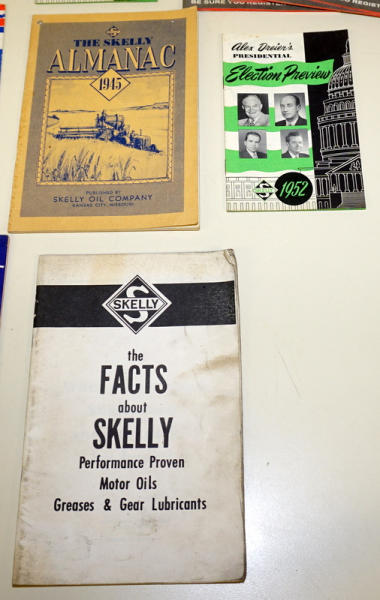 BE SURE YOU REGISTER
THE SKELLY
ALMANAC
1945
PUBLISHED BY
SKELLY OIL COMPANY
KANSAS CITY, MISSOURI
Alex Dreier's
PRESIDENTIAL
Election Preview
1952
SKELLY
S
the
FACTS
about
SKELLY
Performance Proven
Motor Oils
Greases & Gear Lubricants